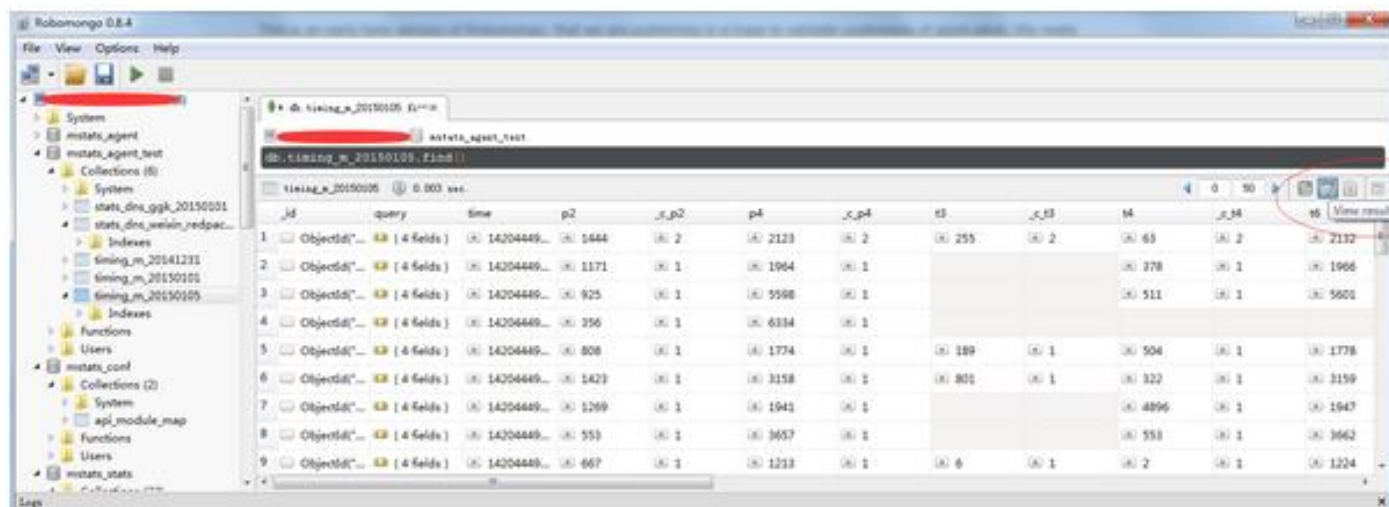 Robomongo 0.8.4
File View Options Help
System
mstats_agent
mstats_agent_test
Collections (6)
System
stats_dns_ggk_20150101
stats_dns_weixin_redpac...
Indexes
timing_m_20141231
timing_m_20150101
timing_m_20150105
Indexes
Functions
Users
mstats_conf
Collections (2)
System
api_module_map
Functions
Users
mstats_stats
Logs
db.timing_m_20150105.
mstats_agent_test
db.timing_m_20150105.find()
timing_m_20150105 0.003 sec.
0 50
View resul
_id query time p2 _c_p2 p4 _c_p4 t3 _c_t3 t4 _c_t4 t6
1 ObjectId("... { 4 fields } 14204449... 1444 2 2123 2 255 2 63 2 2132
2 ObjectId("... { 4 fields } 14204449... 1171 1 1964 1 378 1 1966
3 ObjectId("... { 4 fields } 14204449... 925 1 5598 1 511 1 5601
4 ObjectId("... { 4 fields } 14204449... 356 1 6334 1
5 ObjectId("... { 4 fields } 14204449... 808 1 1774 1 189 1 504 1 1778
6 ObjectId("... { 4 fields } 14204449... 1423 1 3158 1 801 1 322 1 3159
7 ObjectId("... { 4 fields } 14204449... 1269 1 1941 1 4896 1 1947
8 ObjectId("... { 4 fields } 14204449... 553 1 3657 1 553 1 3662
9 ObjectId("... { 4 fields } 14204449... 667 1 1213 1 6 1 2 1 1224